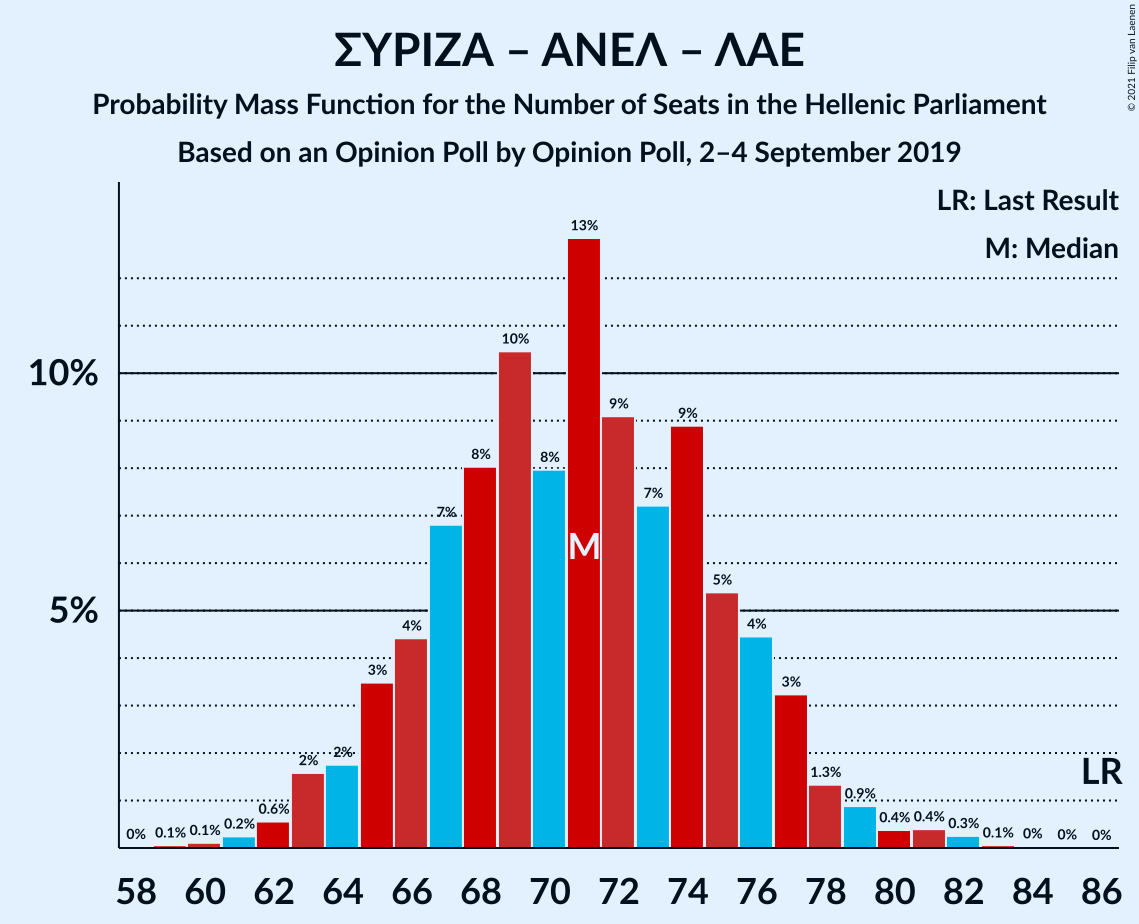 ΣΥΡΙΖΑ – ΑΝΕΛ – ΛΑΕ
Probability Mass Function for the Number of Seats in the Hellenic Parliament
Based on an Opinion Poll by Opinion Poll, 2–4 September 2019
© 2021 Filip van Laenen
LR: Last Result
M: Median
10%
5%
0% 0.1% 0.1% 0.2% 0.6% 2% 2% 3% 4% 7% 8% 10% 8% 13% 9% 7% 9% 5% 4% 3% 1.3% 0.9% 0.4% 0.4% 0.3% 0.1% 0% 0% 0%
M
LR
58 60 62 64 66 68 70 72 74 76 78 80 82 84 86